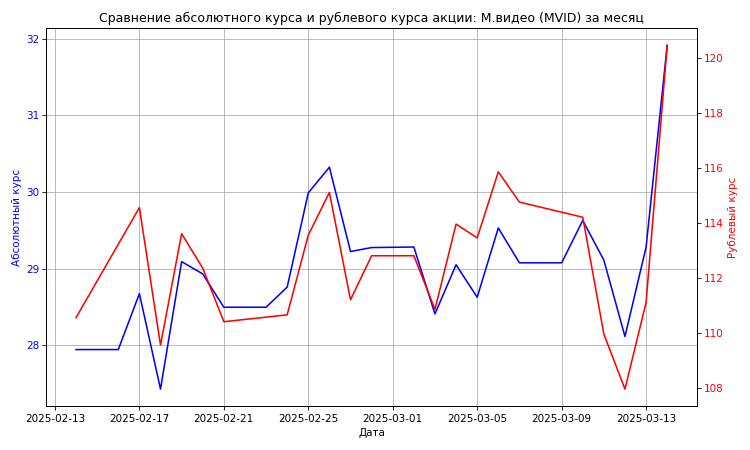 Сравнение абсолютного курса и рублевого курса акции: М.видео (MVID) за месяц
32
31
30
29
28
Абсолютный курс
120
118
116
114
112
110
108
Рублевый курс
2025-02-13 2025-02-17 2025-02-21 2025-02-25 2025-03-01 2025-03-05 2025-03-09 2025-03-13
Дата